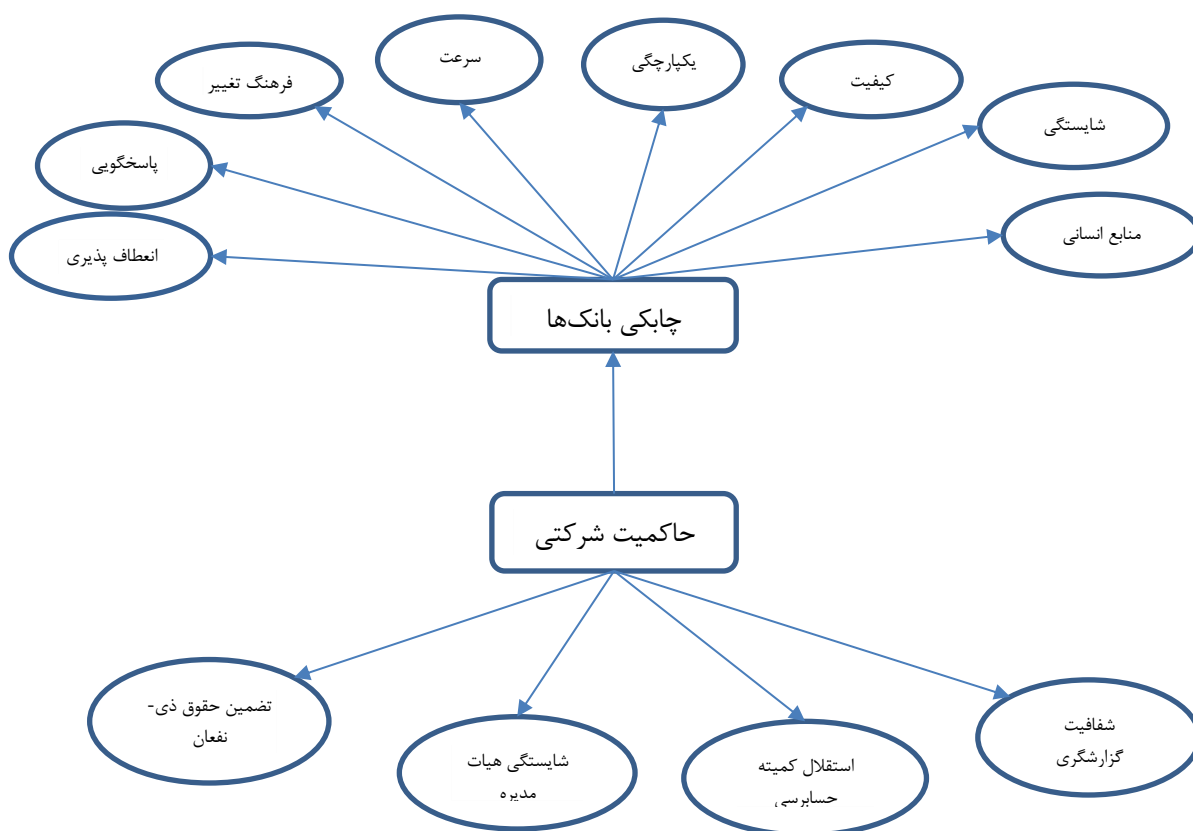 سرعت
یکپارچگی
کیفیت
فرهنگ تغییر
شایستگی
پاسخگویی
منابع انسانی
انعطاف پذیری
چابکی بانک‌ها
حاکمیت شرکتی
تضمین حقوق ذی-
نفعان
شایستگی هیات
مدیره
استقلال کمیته
حسابرسی
شفافیت
گزارشگری